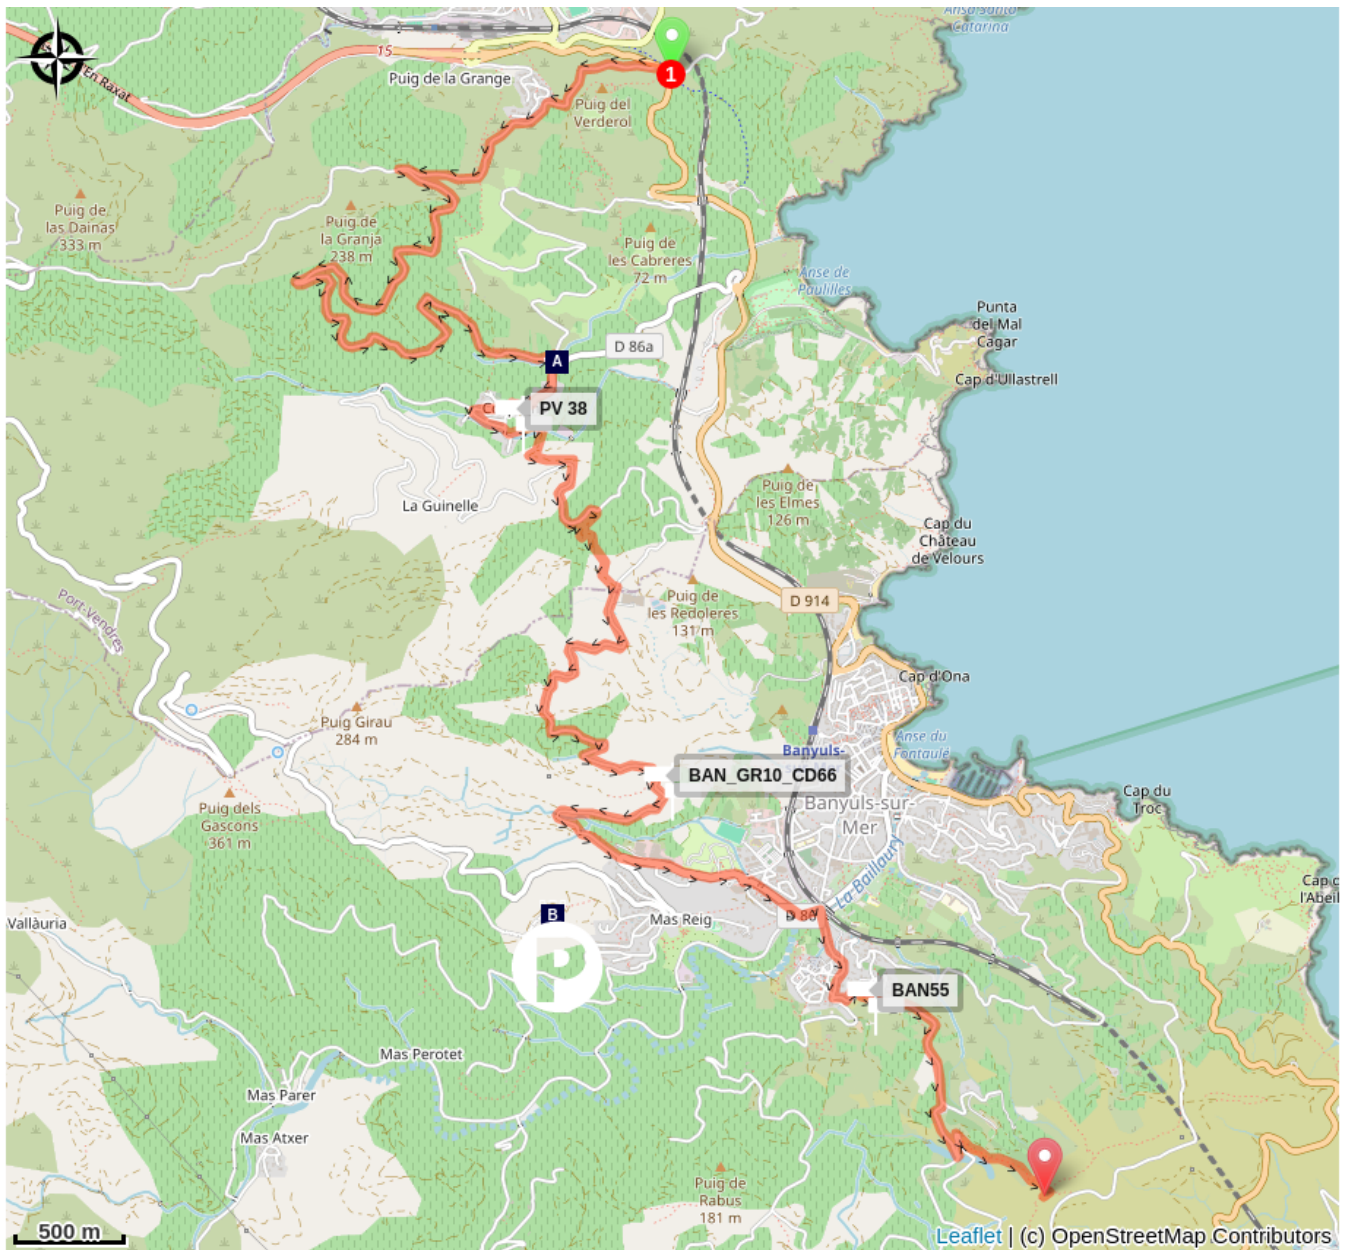 Ansa Santa
Catarina
15
En Raxat
Puig de la Grange
1
Puig del
Verderol
Puig de
las Daines
333 m
Puig de
la Granja
238 m
Puig de
les Cabreres
72 m
Anse de
Paulilles
Punta
del Mal
Cagar
D 86a
A
Cap d'Ullastrell
PV 38
La Guinelle
Puig de
les Elmes
126 m
Cap du
Château
de Velours
Port-Vendres
Puig de
les Redoleres
131 m
D 914
Cap d'Ona
Puig Girau
284 m
Anse du
Fontaulé
Banyuls-
BAN_GR10_CD66
Puig dels
Gascons
361 m
Banyuls-sur-
Mer
Cap du
Troc
La Baillaury
Cap d
l'Abeil
Vallàuria
B
P
Mas Reig
D 86
BAN55
Mas Perotet
Mas Parer
Mas Atxer
Puig de
Rabus
181 m
500 m
Leaflet | (c) OpenStreetMap Contributors